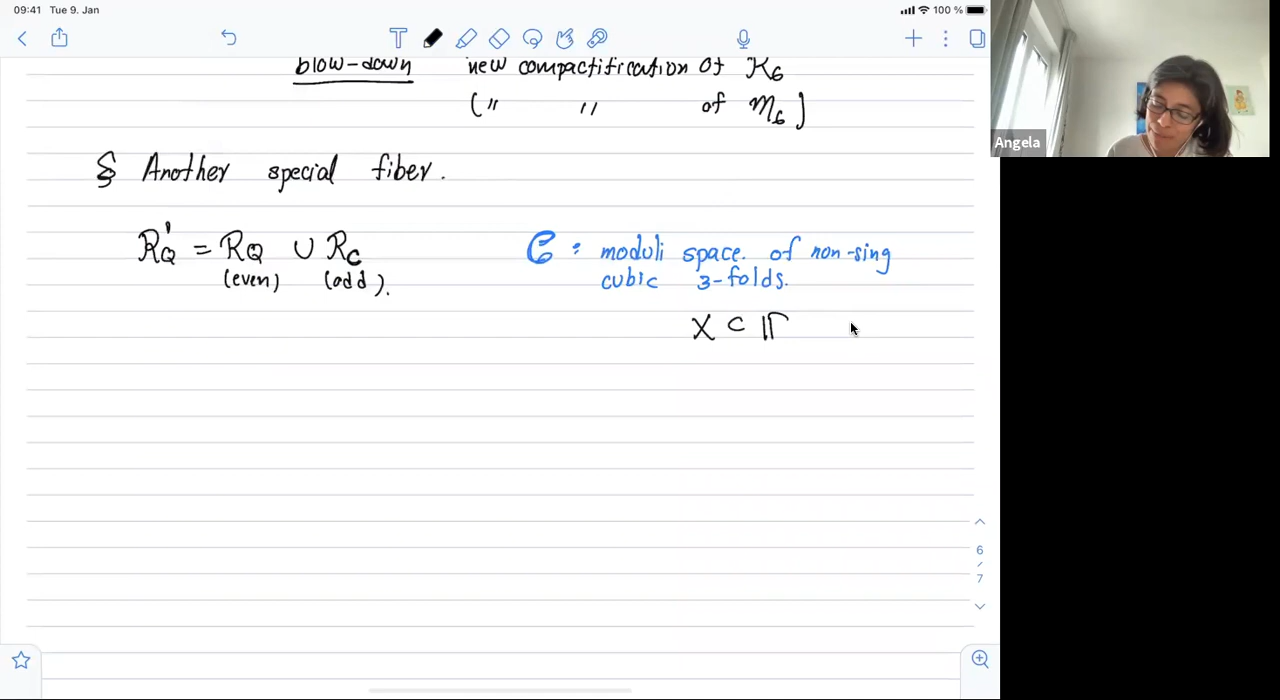 09:41 Tue 9. Jan
100 %
blow-down new compactification of K6
( " " of M6 )
§ Another special fiber.
R'Q = RQ ∪ RC
(even) (odd).
C : moduli space. of non-sing
cubic 3-folds.
X ⊂ ℙ
Angela
6
/
7